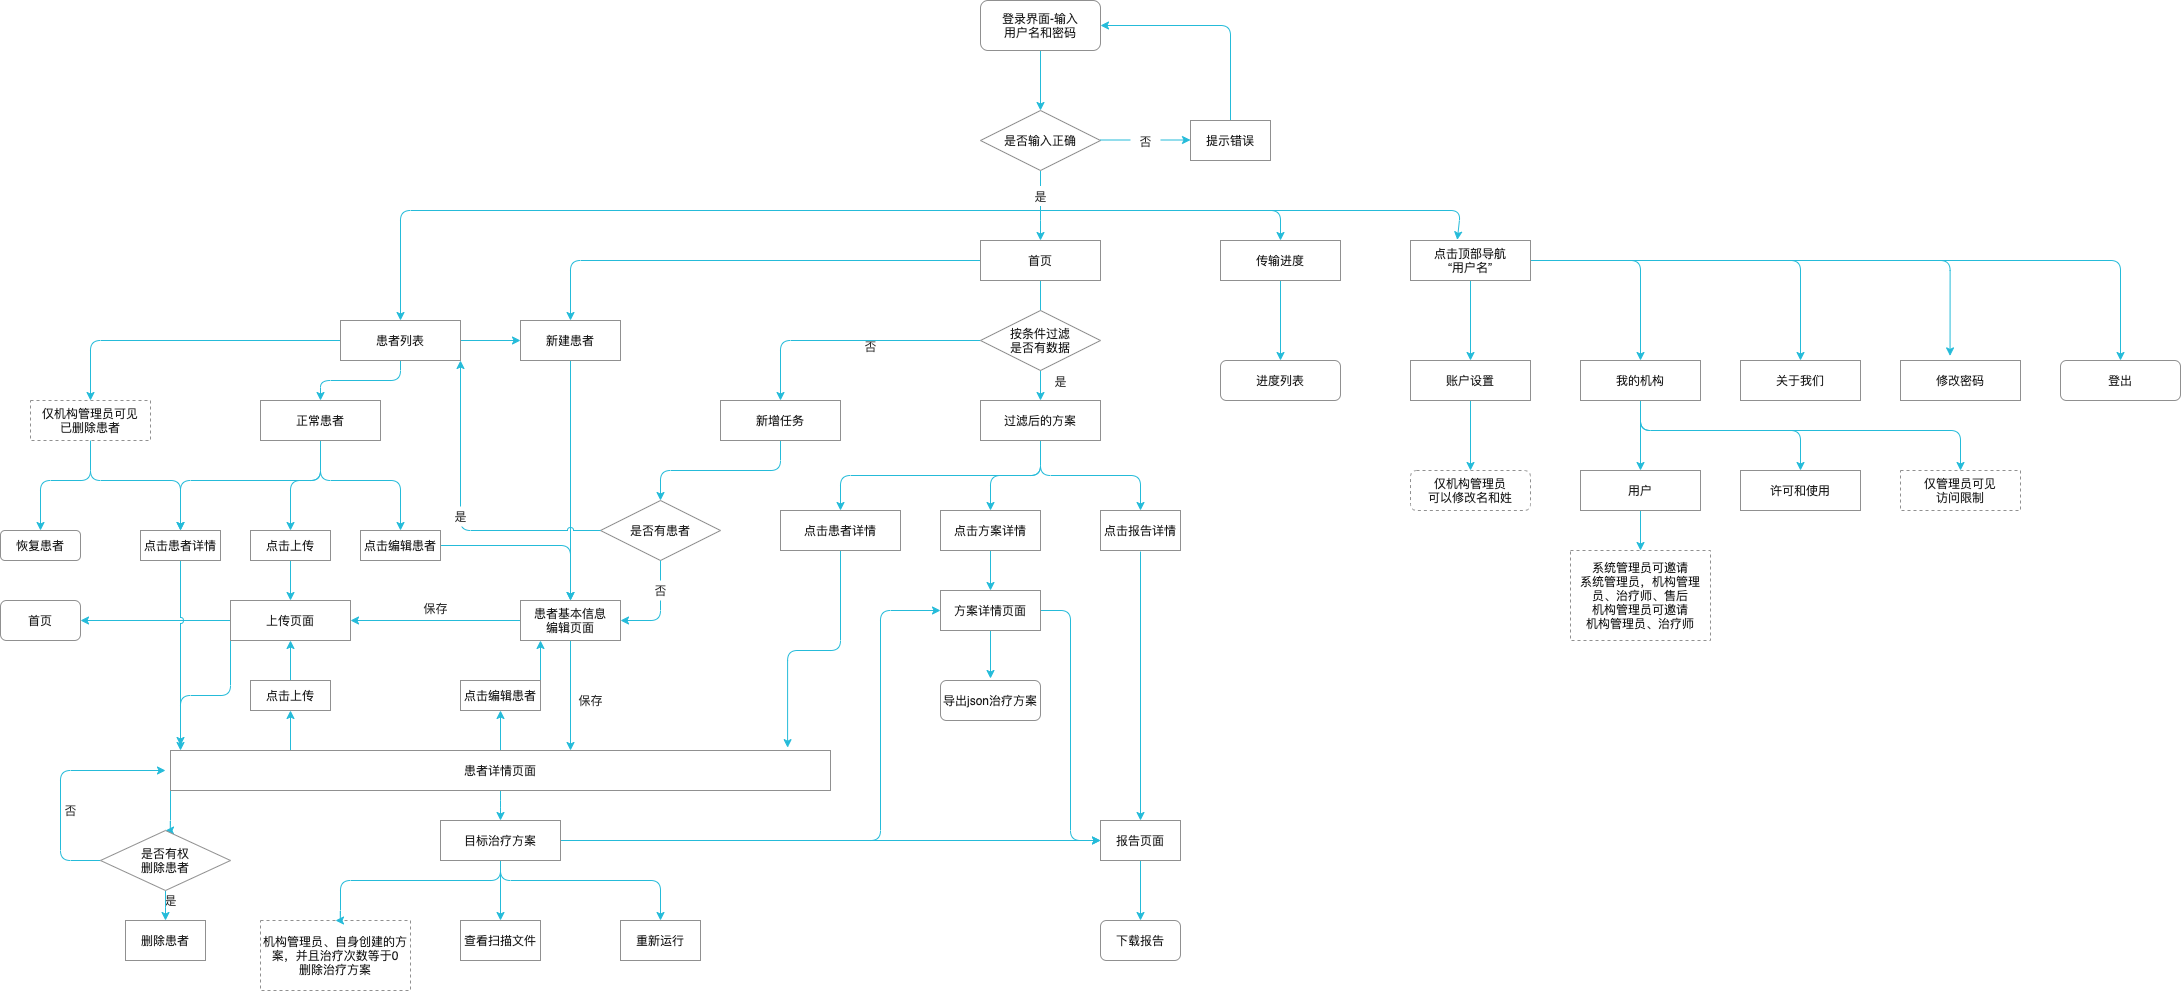 登录界面-输入
用户名和密码
是否输入正确
否
提示错误
是
首页
传输进度
点击顶部导航
“用户名”
患者列表
新建患者
按条件过滤
是否有数据
否
是
进度列表
账户设置
我的机构
关于我们
修改密码
登出
仅机构管理员可见
已删除患者
正常患者
新增任务
过滤后的方案
仅机构管理员
可以修改名和姓
用户
许可和使用
仅管理员可见
访问限制
恢复患者
点击患者详情
点击上传
点击编辑患者
是
是否有患者
点击患者详情
点击方案详情
点击报告详情
系统管理员可邀请
系统管理员，机构管理
员、治疗师、售后
机构管理员可邀请
机构管理员、治疗师
否
首页
上传页面
保存
患者基本信息
编辑页面
方案详情页面
点击上传
点击编辑患者
保存
导出json治疗方案
患者详情页面
否
是否有权
删除患者
目标治疗方案
报告页面
是
删除患者
机构管理员、自身创建的方
案，并且治疗次数等于0
删除治疗方案
查看扫描文件
重新运行
下载报告